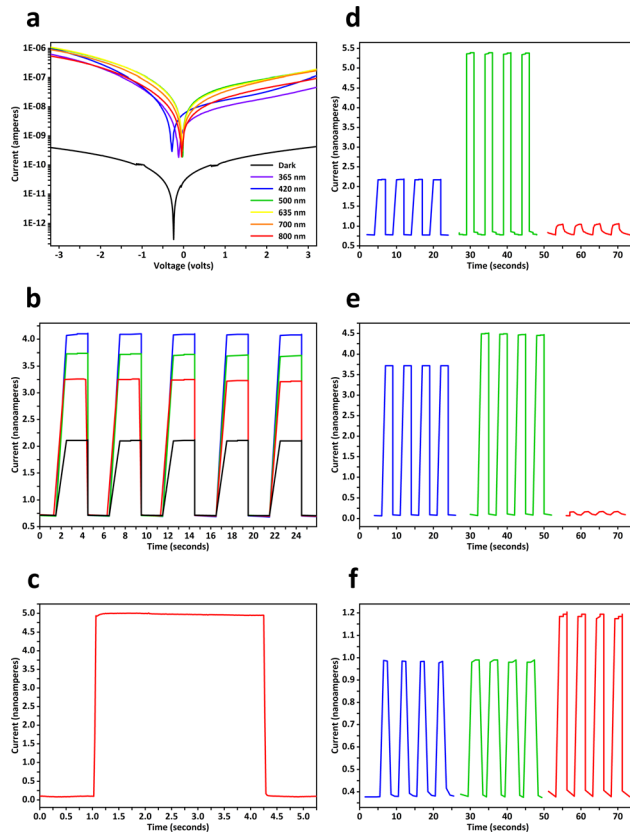 a
1E-06
1E-07
1E-08
1E-09
1E-10
1E-11
1E-12
Current (amperes)
-3 -2 -1 0 1 2 3
Voltage (volts)
Dark
365 nm
420 nm
500 nm
635 nm
700 nm
800 nm
d
5.5
5.0
4.5
4.0
3.5
3.0
2.5
2.0
1.5
1.0
0.5
Current (nanoamperes)
0 10 20 30 40 50 60 70
Time (seconds)
b
4.0
3.5
3.0
2.5
2.0
1.5
1.0
0.5
Current (nanoamperes)
0 2 4 6 8 10 12 14 16 18 20 22 24
Time (seconds)
e
4.5
4.0
3.5
3.0
2.5
2.0
1.5
1.0
0.5
0.0
Current (nanoamperes)
0 10 20 30 40 50 60 70
Time (seconds)
c
5.0
4.5
4.0
3.5
3.0
2.5
2.0
1.5
1.0
0.5
0.0
Current (nanoamperes)
0.0 0.5 1.0 1.5 2.0 2.5 3.0 3.5 4.0 4.5 5.0
Time (seconds)
f
1.2
1.1
1.0
0.9
0.8
0.7
0.6
0.5
0.4
Current (nanoamperes)
0 10 20 30 40 50 60 70
Time (seconds)